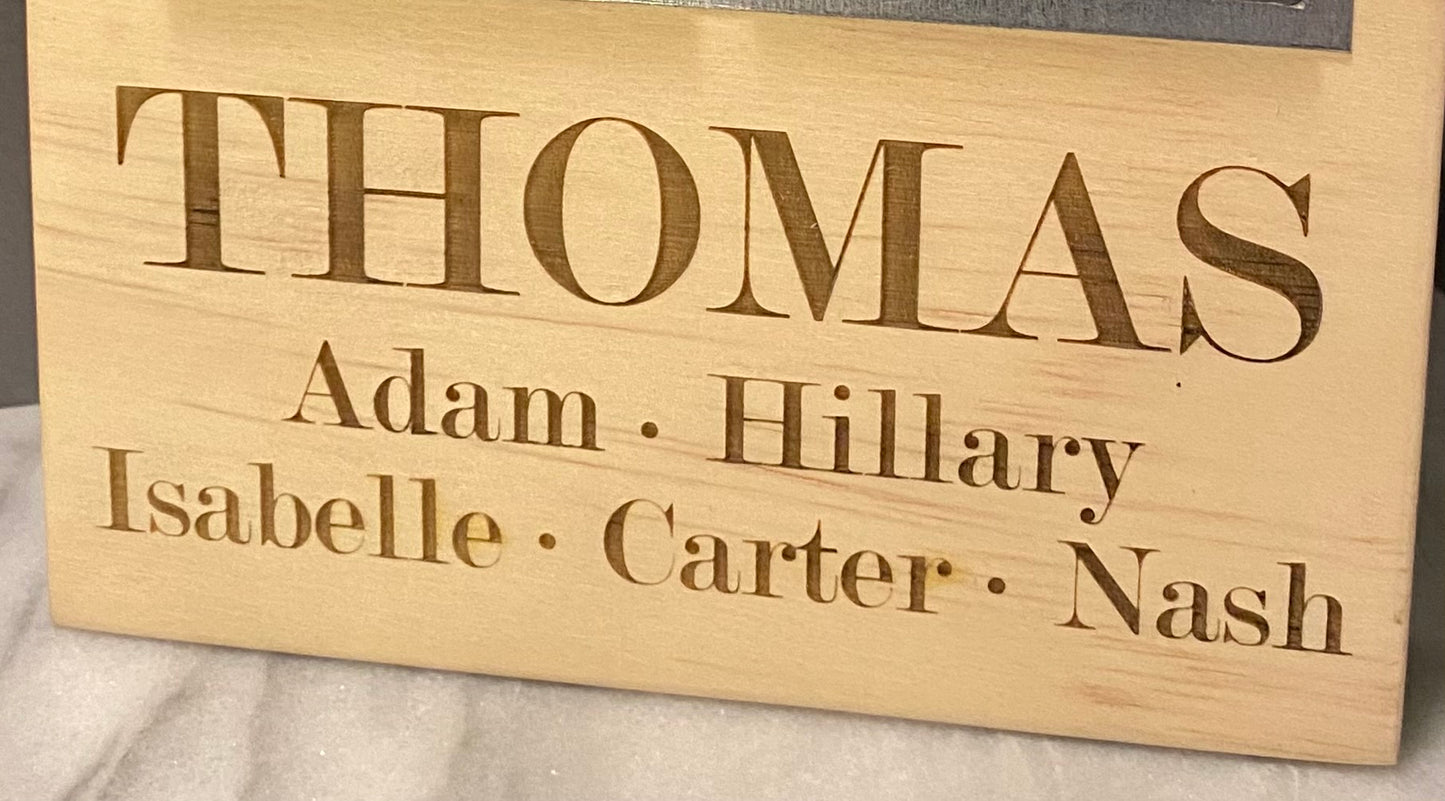 THOMAS
Adam · Hillary
Isabelle · Carter · Nash